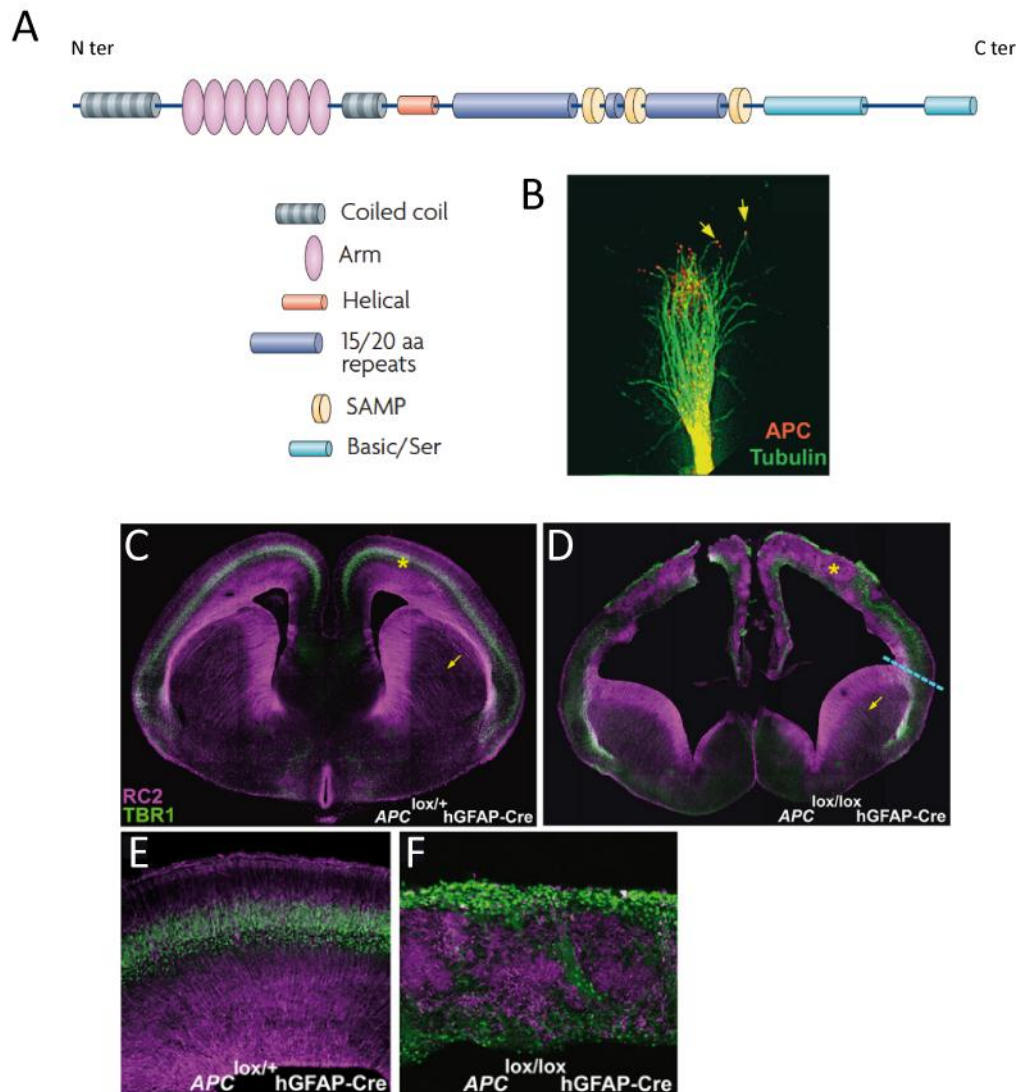 A
N ter
C ter
Coiled coil
Arm
Helical
15/20 aa
repeats
SAMP
Basic/Ser
B
APC
Tubulin
C
RC2
TBR1
APC lox/+ hGFAP-Cre
D
APC lox/lox hGFAP-Cre
E
APC lox/+ hGFAP-Cre
F
APC lox/lox hGFAP-Cre